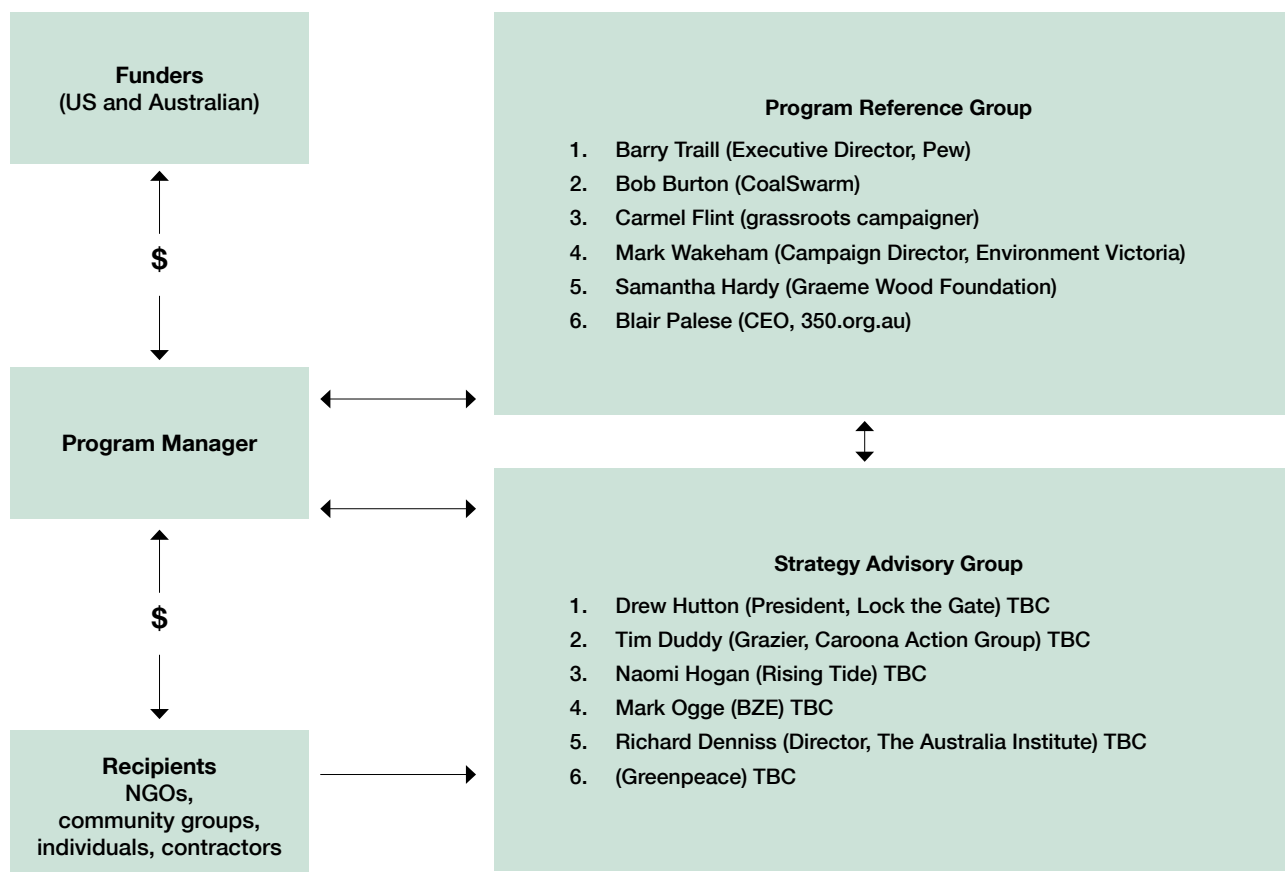 Funders
(US and Australian)
$
Program Manager
$
Recipients
NGOs,
community groups,
individuals, contractors
Program Reference Group
1. Barry Traill (Executive Director, Pew)
2. Bob Burton (CoalSwarm)
3. Carmel Flint (grassroots campaigner)
4. Mark Wakeham (Campaign Director, Environment Victoria)
5. Samantha Hardy (Graeme Wood Foundation)
6. Blair Palese (CEO, 350.org.au)
Strategy Advisory Group
1. Drew Hutton (President, Lock the Gate) TBC
2. Tim Duddy (Grazier, Caroona Action Group) TBC
3. Naomi Hogan (Rising Tide) TBC
4. Mark Ogge (BZE) TBC
5. Richard Denniss (Director, The Australia Institute) TBC
6. (Greenpeace) TBC